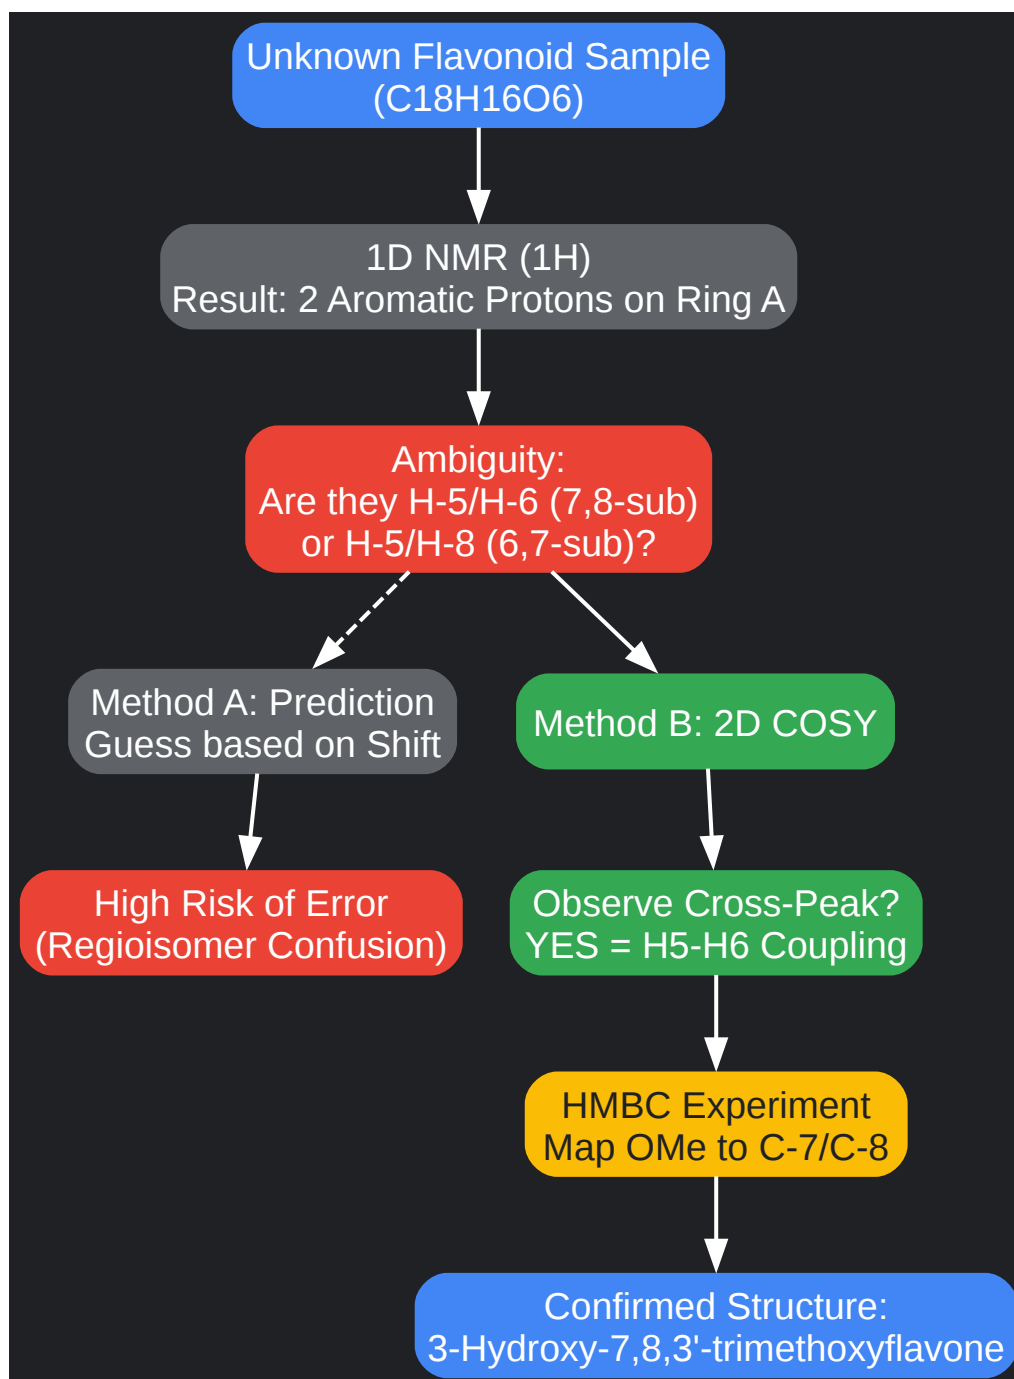 Unknown Flavonoid Sample
(C18H16O6)
1D NMR (1H)
Result: 2 Aromatic Protons on Ring A
Ambiguity:
Are they H-5/H-6 (7,8-sub)
or H-5/H-8 (6,7-sub)?
Method A: Prediction
Guess based on Shift
Method B: 2D COSY
High Risk of Error
(Regioisomer Confusion)
Observe Cross-Peak?
YES = H5-H6 Coupling
HMBC Experiment
Map OMe to C-7/C-8
Confirmed Structure:
3-Hydroxy-7,8,3'-trimethoxyflavone